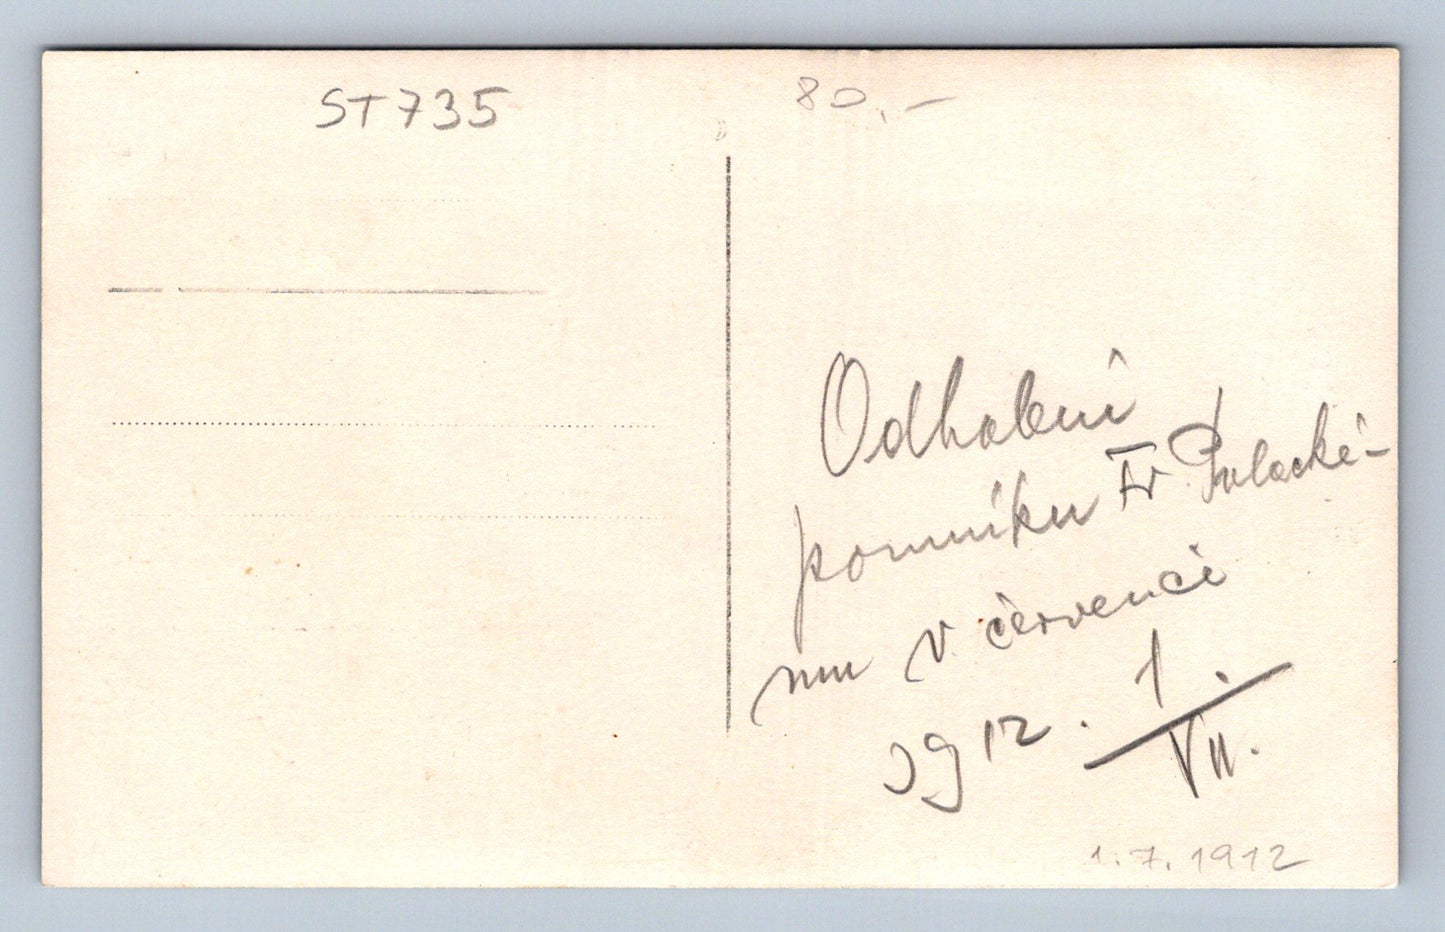 ST735
80,-
Odhalení
pomníku Fr Palacké-
mu v červenci
1912. 1./VII.
1.7.1912